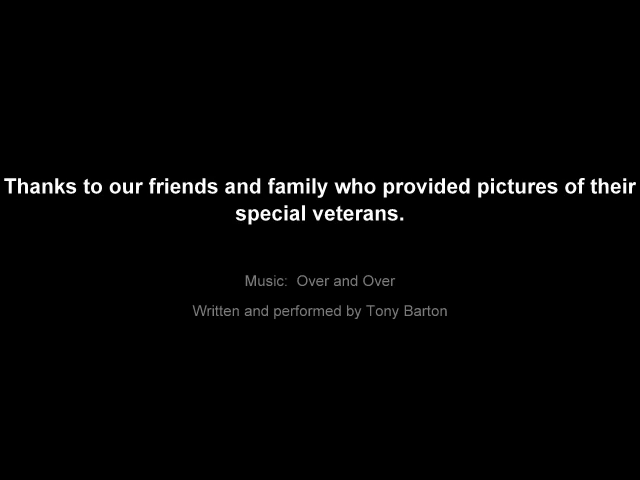 Thanks to our friends and family who provided pictures of their
special veterans.
Music:  Over and Over
Written and performed by Tony Barton